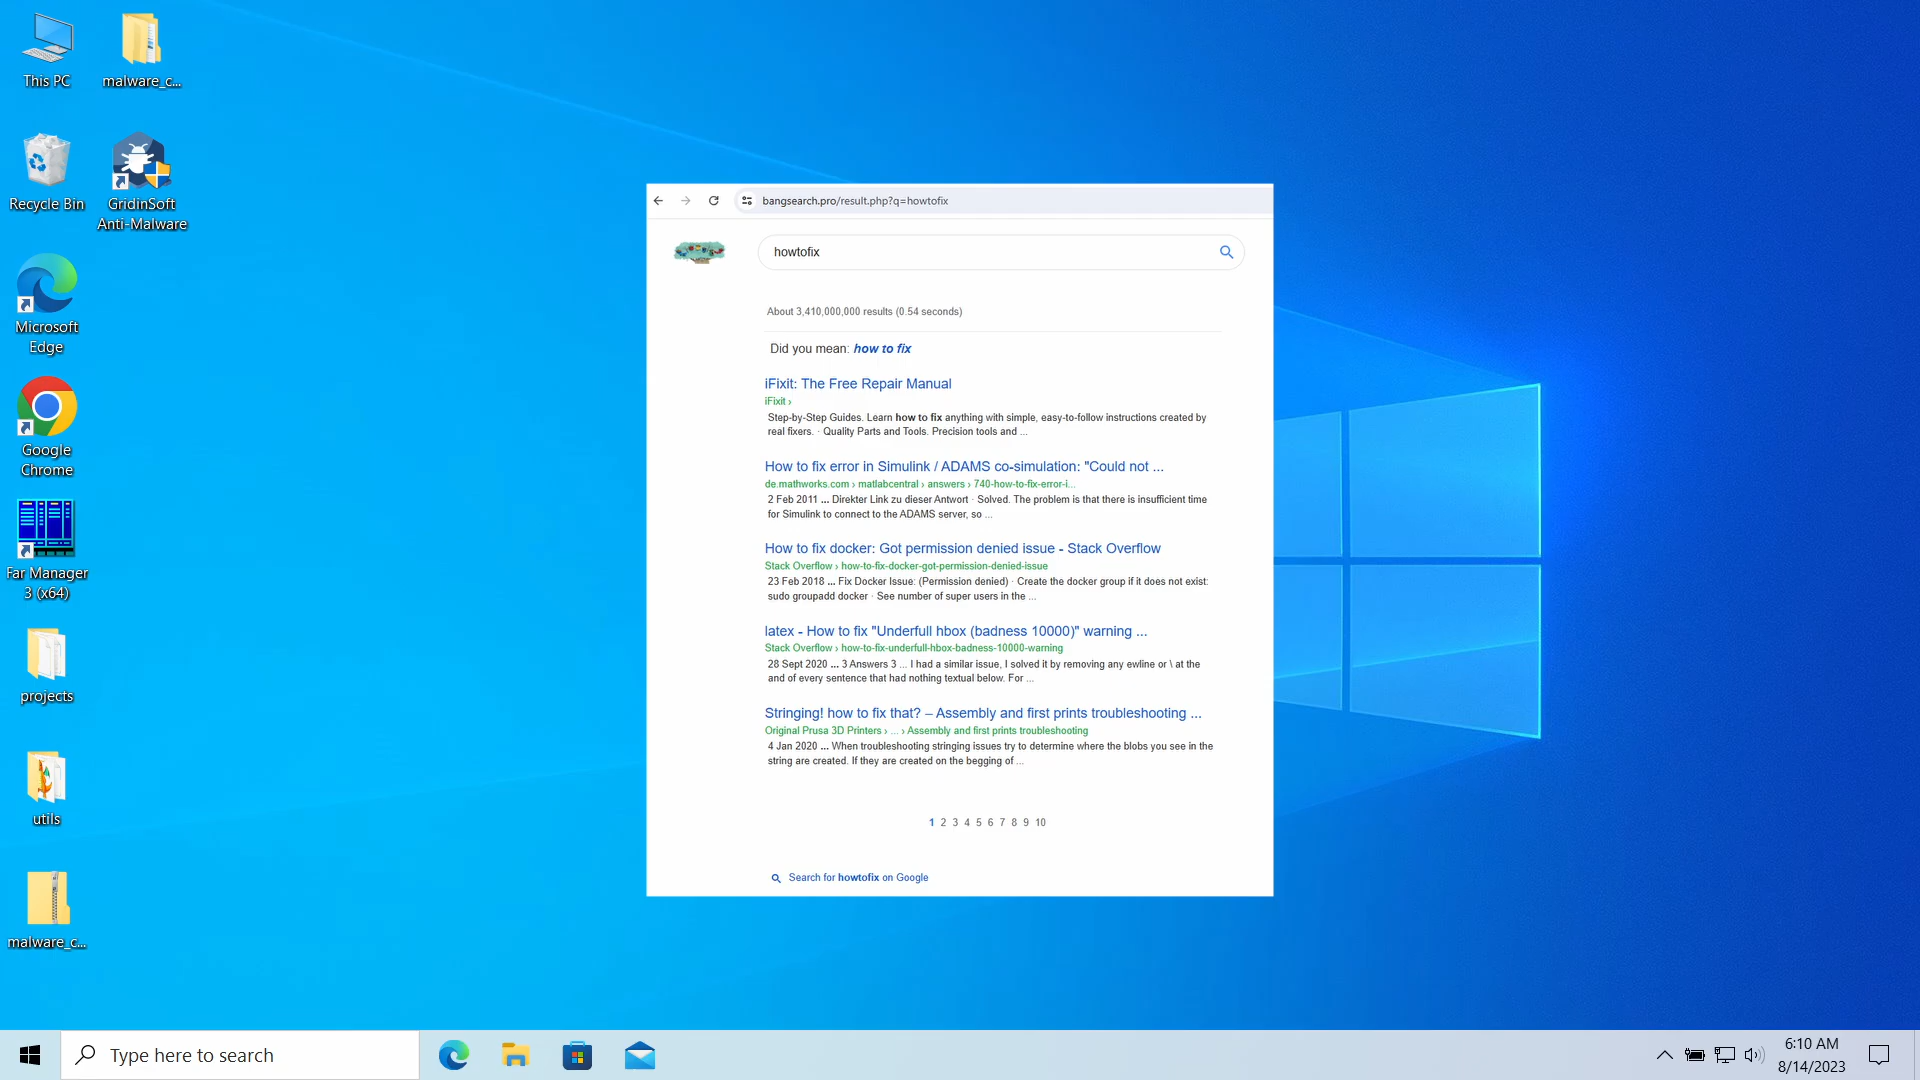 This PC
malware_c...
Recycle Bin
GridinSoft
Anti-Malware
Microsoft
Edge
Google
Chrome
Far Manager
3 (x64)
projects
utils
malware_c...
bangsearch.pro/result.php?q=howtofix
howtofix
About 3,410,000,000 results (0.54 seconds)
Did you mean: how to fix
iFixit: The Free Repair Manual
iFixit ›
Step-by-Step Guides. Learn how to fix anything with simple, easy-to-follow instructions created by
real fixers. · Quality Parts and Tools. Precision tools and ...
How to fix error in Simulink / ADAMS co-simulation: "Could not ...
de.mathworks.com › matlabcentral › answers › 740-how-to-fix-error-i...
2 Feb 2011 ... Direkter Link zu dieser Antwort · Solved. The problem is that there is insufficient time
for Simulink to connect to the ADAMS server, so ...
How to fix docker: Got permission denied issue - Stack Overflow
Stack Overflow › how-to-fix-docker-got-permission-denied-issue
23 Feb 2018 ... Fix Docker Issue: (Permission denied) · Create the docker group if it does not exist:
sudo groupadd docker · See number of super users in the ...
latex - How to fix "Underfull hbox (badness 10000)" warning ...
Stack Overflow › how-to-fix-underfull-hbox-badness-10000-warning
28 Sept 2020 ... 3 Answers 3 ... I had a similar issue, I solved it by removing any ewline or \ at the
and of every sentence that had nothing textual below. For ...
Stringing! how to fix that? – Assembly and first prints troubleshooting ...
Original Prusa 3D Printers › ... › Assembly and first prints troubleshooting
4 Jan 2020 ... When troubleshooting stringing issues try to determine where the blobs you see in the
string are created. If they are created on the begging of ...
1 2 3 4 5 6 7 8 9 10
Search for howtofix on Google
Type here to search
6:10 AM
8/14/2023